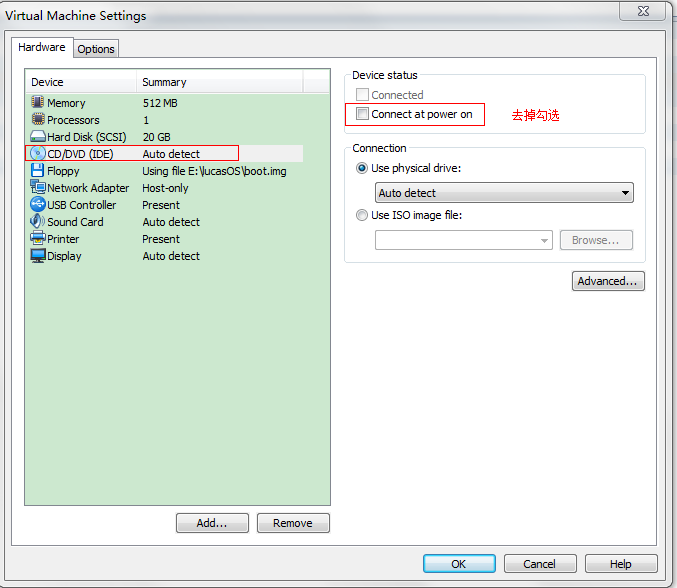 Virtual Machine Settings
Hardware
Options
Device Summary
Memory 512 MB
Processors 1
Hard Disk (SCSI) 20 GB
CD/DVD (IDE) Auto detect
Floppy Using file E:\lucasOS\boot.img
Network Adapter Host-only
USB Controller Present
Sound Card Auto detect
Printer Present
Display Auto detect
Add...
Remove
Device status
Connected
Connect at power on
去掉勾选
Connection
Use physical drive:
Auto detect
Use ISO image file:
Browse...
Advanced...
OK
Cancel
Help